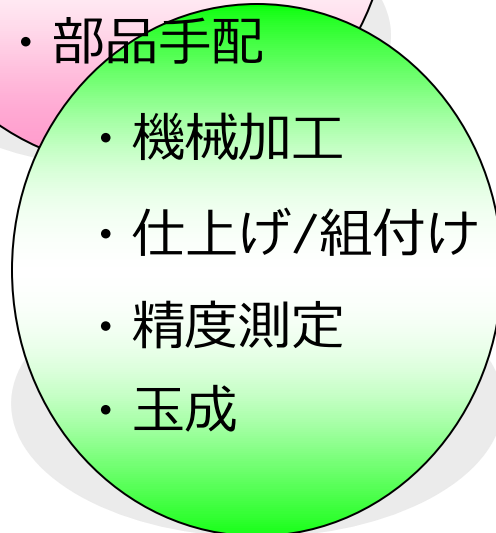 ・部品手配
・機械加工
・仕上げ/組付け
・精度測定
・玉成